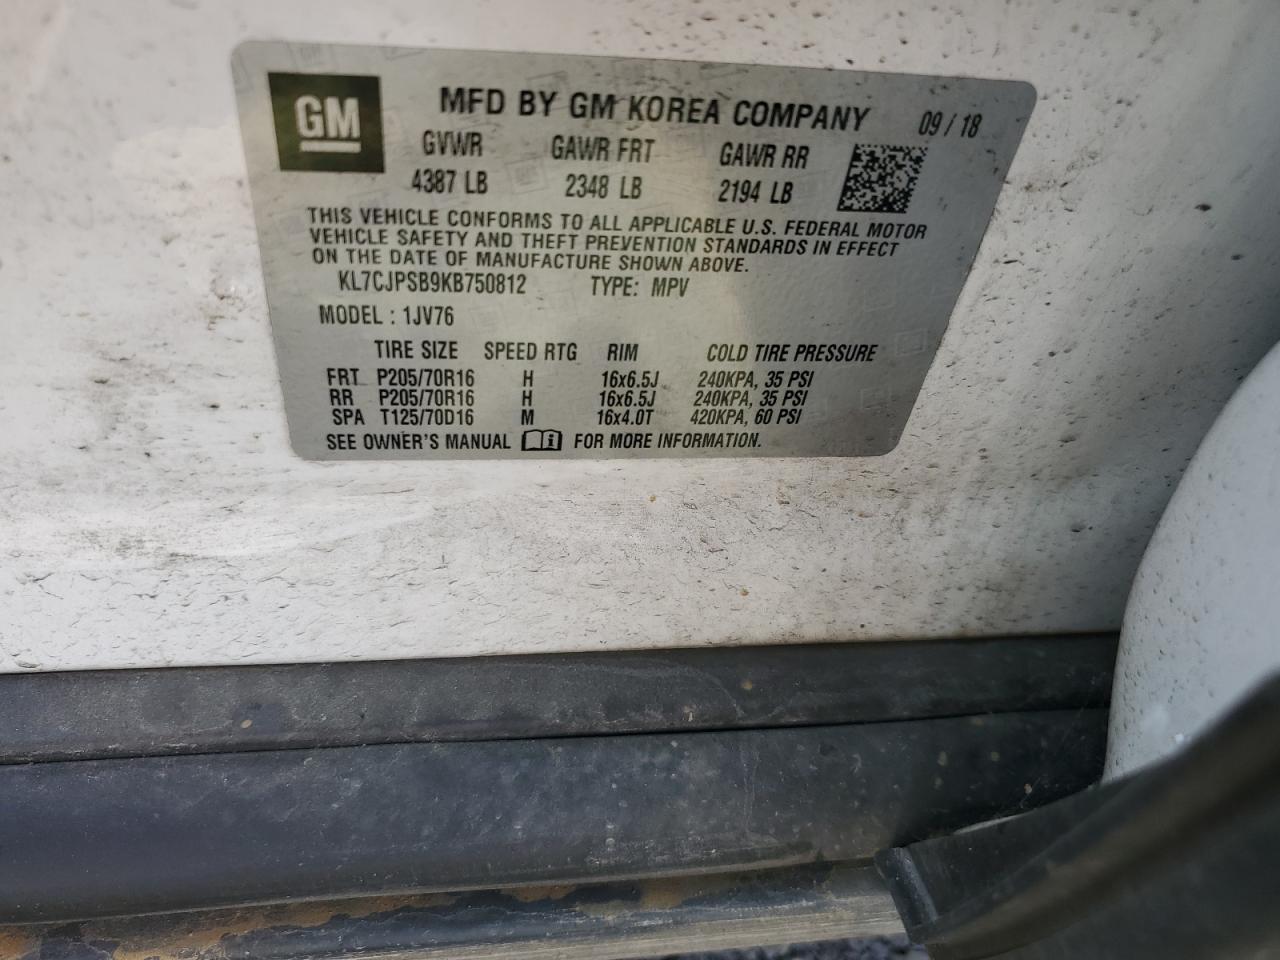 GM
MFD BY GM KOREA COMPANY 09 / 18
GVWR GAWR FRT GAWR RR
4387 LB 2348 LB 2194 LB
THIS VEHICLE CONFORMS TO ALL APPLICABLE U.S. FEDERAL MOTOR
VEHICLE SAFETY AND THEFT PREVENTION STANDARDS IN EFFECT
ON THE DATE OF MANUFACTURE SHOWN ABOVE.
KL7CJPSB9KB750812 TYPE: MPV
MODEL : 1JV76
TIRE SIZE SPEED RTG RIM COLD TIRE PRESSURE
FRT P205/70R16 H 16x6.5J 240KPA, 35 PSI
RR P205/70R16 H 16x6.5J 240KPA, 35 PSI
SPA T125/70D16 M 16x4.0T 420KPA, 60 PSI
SEE OWNER'S MANUAL FOR MORE INFORMATION.